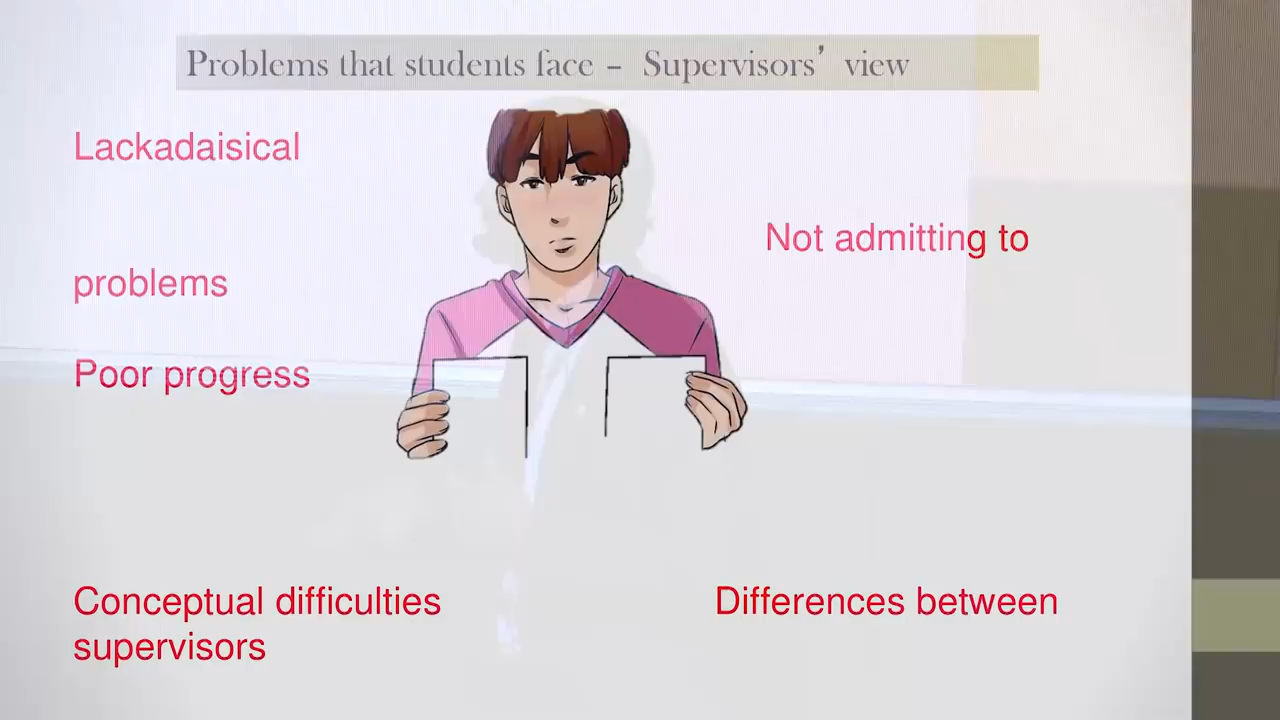 Problems that students face – Supervisors’ view
Lackadaisical
Not admitting to
problems
Poor progress
Conceptual difficulties Differences between
supervisors